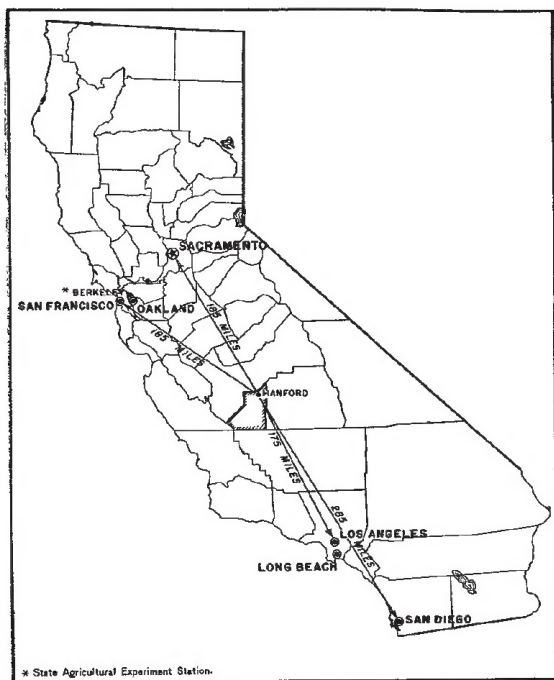 SACRAMENTO
* BERKELEY
SAN FRANCISCO
OAKLAND
185 MILES
185 MILES
HANFORD
175 MILES
285 MILES
LOS ANGELES
LONG BEACH
SAN DIEGO
* State Agricultural Experiment Station.